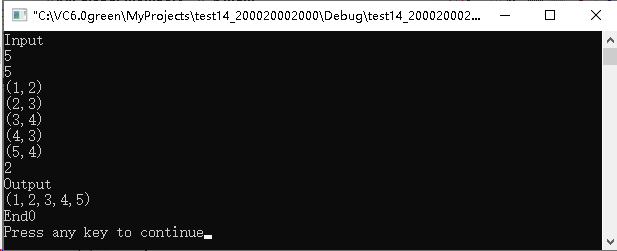 "C:\VC6.0green\MyProjects\test14_200020002000\Debug\test14_200020002...
Input
5
5
(1,2)
(2,3)
(3,4)
(4,3)
(5,4)
2
Output
(1,2,3,4,5)
End0
Press any key to continue